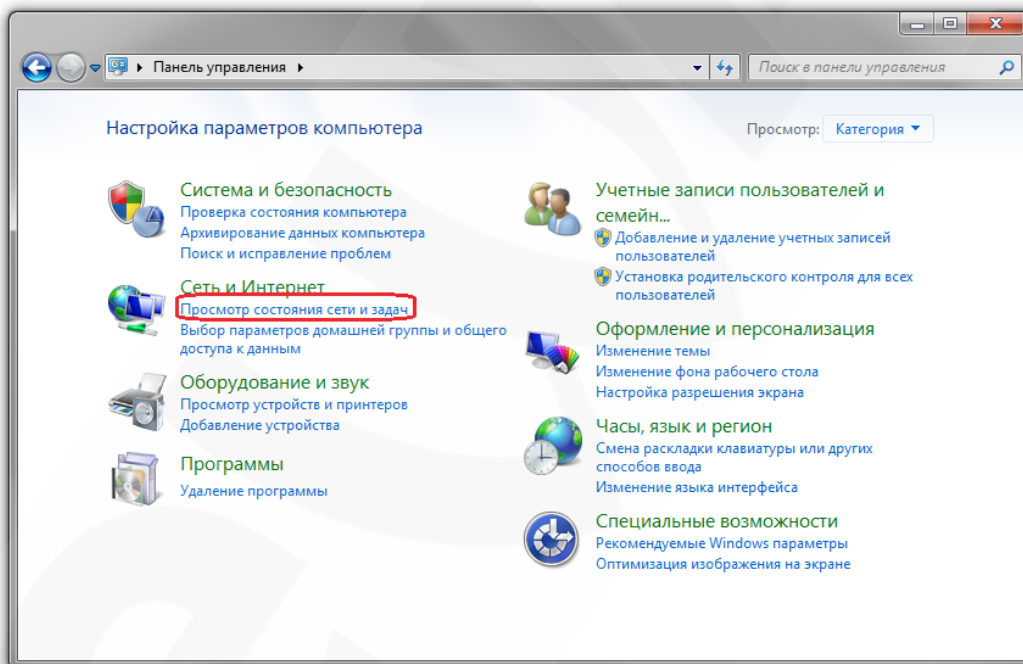 Панель управления
Поиск в панели управления
Настройка параметров компьютера
Просмотр: Категория
Система и безопасность
Проверка состояния компьютера
Архивирование данных компьютера
Поиск и исправление проблем
Сеть и Интернет
Просмотр состояния сети и задач
Выбор параметров домашней группы и общего
доступа к данным
Оборудование и звук
Просмотр устройств и принтеров
Добавление устройства
Программы
Удаление программы
Учетные записи пользователей и
семейн...
Добавление и удаление учетных записей
пользователей
Установка родительского контроля для всех
пользователей
Оформление и персонализация
Изменение темы
Изменение фона рабочего стола
Настройка разрешения экрана
Часы, язык и регион
Смена раскладки клавиатуры или других
способов ввода
Изменение языка интерфейса
Специальные возможности
Рекомендуемые Windows параметры
Оптимизация изображения на экране